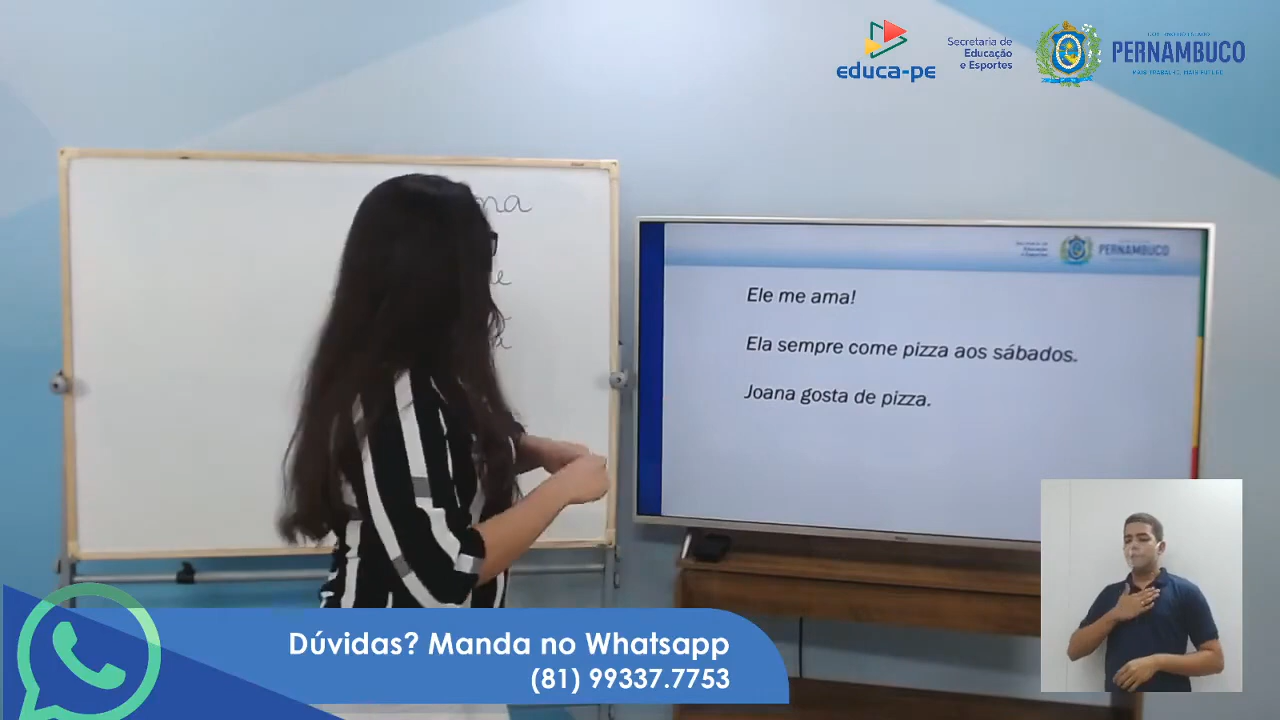 educa-pe
Secretaria de
Educação
e Esportes
PERNAMBUCO
PERNAMBUCO
Ele me ama!
Ela sempre come pizza aos sábados.
Joana gosta de pizza.
Dúvidas? Manda no Whatsapp
(81) 99337.7753